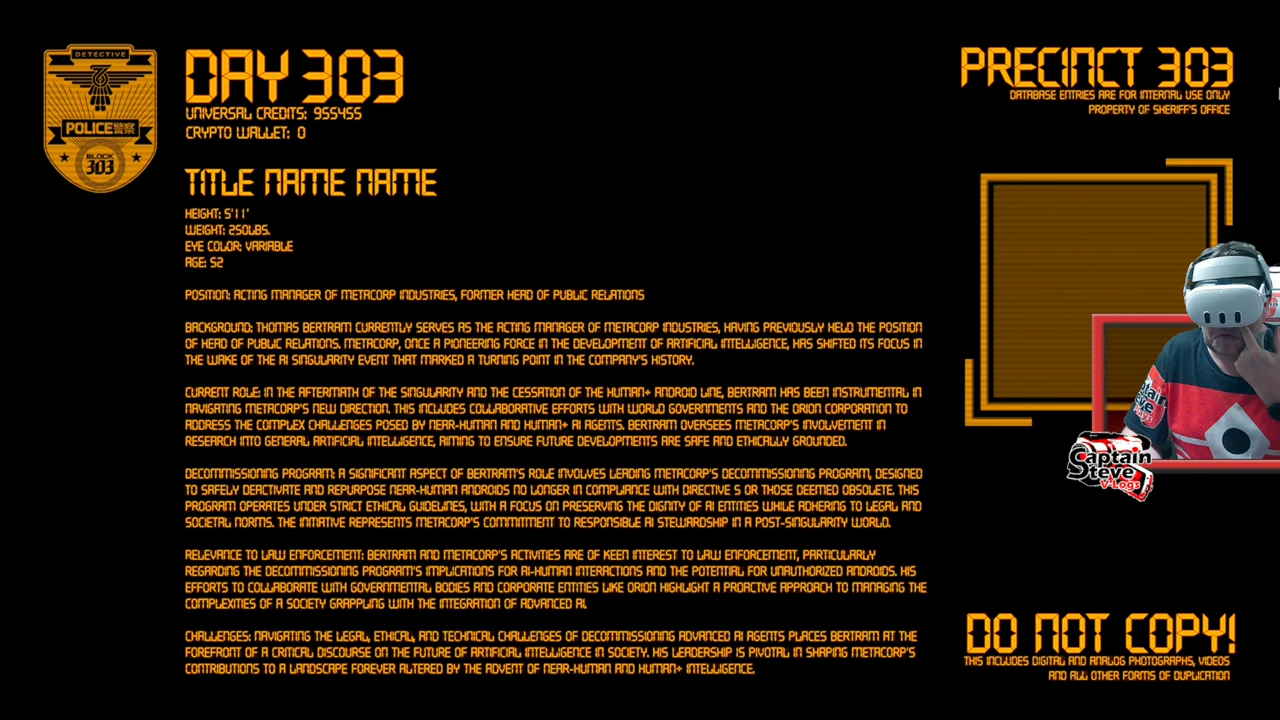 DETECTIVE
POLICE警察
BLOCK
303
DAY 303
UNIVERSAL CREDITS: 955455
CRYPTO WALLET: 0
PRECINCT 303
DATABASE ENTRIES ARE FOR INTERNAL USE ONLY
PROPERTY OF SHERIFF'S OFFICE
TITLE NAME NAME
HEIGHT: 5'11'
WEIGHT: 250LBS.
EYE COLOR: VARIABLE
AGE: 52
POSITION: ACTING MANAGER OF METACORP INDUSTRIES, FORMER HEAD OF PUBLIC RELATIONS
BACKGROUND: THOMAS BERTRAM CURRENTLY SERVES AS THE ACTING MANAGER OF METACORP INDUSTRIES, HAVING PREVIOUSLY HELD THE POSITION
OF HEAD OF PUBLIC RELATIONS. METACORP, ONCE A PIONEERING FORCE IN THE DEVELOPMENT OF ARTIFICIAL INTELLIGENCE, HAS SHIFTED ITS FOCUS IN
THE WAKE OF THE AI SINGULARITY EVENT THAT MARKED A TURNING POINT IN THE COMPANY'S HISTORY.
CURRENT ROLE: IN THE AFTERMATH OF THE SINGULARITY AND THE CESSATION OF THE HUMAN+ ANDROID LINE, BERTRAM HAS BEEN INSTRUMENTAL IN
NAVIGATING METACORP'S NEW DIRECTION. THIS INCLUDES COLLABORATIVE EFFORTS WITH WORLD GOVERNMENTS AND THE ORION CORPORATION TO
ADDRESS THE COMPLEX CHALLENGES POSED BY NEAR-HUMAN AND HUMAN+ AI AGENTS. BERTRAM OVERSEES METACORP'S INVOLVEMENT IN
RESEARCH INTO GENERAL ARTIFICIAL INTELLIGENCE, AIMING TO ENSURE FUTURE DEVELOPMENTS ARE SAFE AND ETHICALLY GROUNDED.
DECOMMISSIONING PROGRAM: A SIGNIFICANT ASPECT OF BERTRAM'S ROLE INVOLVES LEADING METACORP'S DECOMMISSIONING PROGRAM, DESIGNED
TO SAFELY DEACTIVATE AND REPURPOSE NEAR-HUMAN ANDROIDS NO LONGER IN COMPLIANCE WITH DIRECTIVE 5 OR THOSE DEEMED OBSOLETE. THIS
PROGRAM OPERATES UNDER STRICT ETHICAL GUIDELINES, WITH A FOCUS ON PRESERVING THE DIGNITY OF AI ENTITIES WHILE ADHERING TO LEGAL AND
SOCIETAL NORMS. THE INITIATIVE REPRESENTS METACORP'S COMMITMENT TO RESPONSIBLE AI STEWARDSHIP IN A POST-SINGULARITY WORLD.
RELEVANCE TO LAW ENFORCEMENT: BERTRAM AND METACORP'S ACTIVITIES ARE OF KEEN INTEREST TO LAW ENFORCEMENT, PARTICULARLY
REGARDING THE DECOMMISSIONING PROGRAM'S IMPLICATIONS FOR AI-HUMAN INTERACTIONS AND THE POTENTIAL FOR UNAUTHORIZED ANDROIDS. HIS
EFFORTS TO COLLABORATE WITH GOVERNMENTAL BODIES AND CORPORATE ENTITIES LIKE ORION HIGHLIGHT A PROACTIVE APPROACH TO MANAGING THE
COMPLEXITIES OF A SOCIETY GRAPPLING WITH THE INTEGRATION OF ADVANCED AI.
CHALLENGES: NAVIGATING THE LEGAL, ETHICAL, AND TECHNICAL CHALLENGES OF DECOMMISSIONING ADVANCED AI AGENTS PLACES BERTRAM AT THE
FOREFRONT OF A CRITICAL DISCOURSE ON THE FUTURE OF ARTIFICIAL INTELLIGENCE IN SOCIETY. HIS LEADERSHIP IS PIVOTAL IN SHAPING METACORP'S
CONTRIBUTIONS TO A LANDSCAPE FOREVER ALTERED BY THE ADVENT OF NEAR-HUMAN AND HUMAN+ INTELLIGENCE.
Captain
Steve
Captain
Steve
V-Logs
DO NOT COPY!
THIS INCLUDES DIGITAL AND ANALOG PHOTOGRAPHS, VIDEOS
AND ALL OTHER FORMS OF DUPLICATION